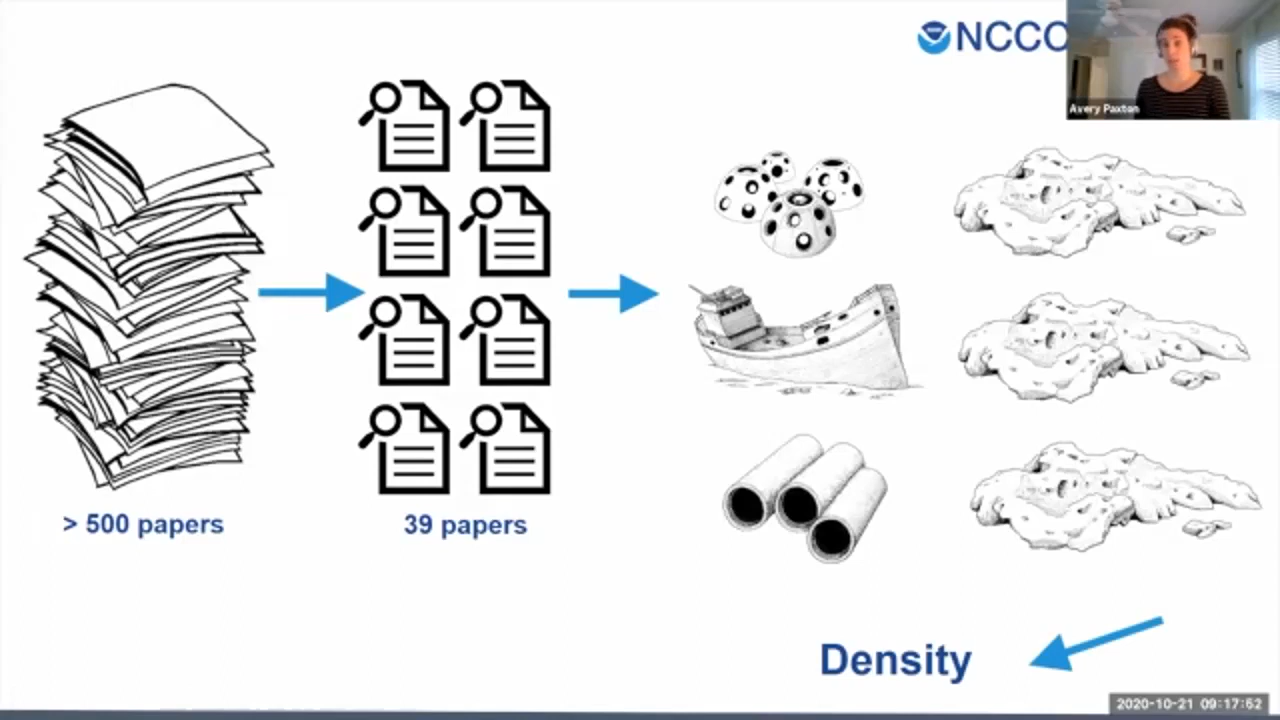 NCCO
Avery Paxton
> 500 papers
39 papers
Density
2020-10-21 09:17:52